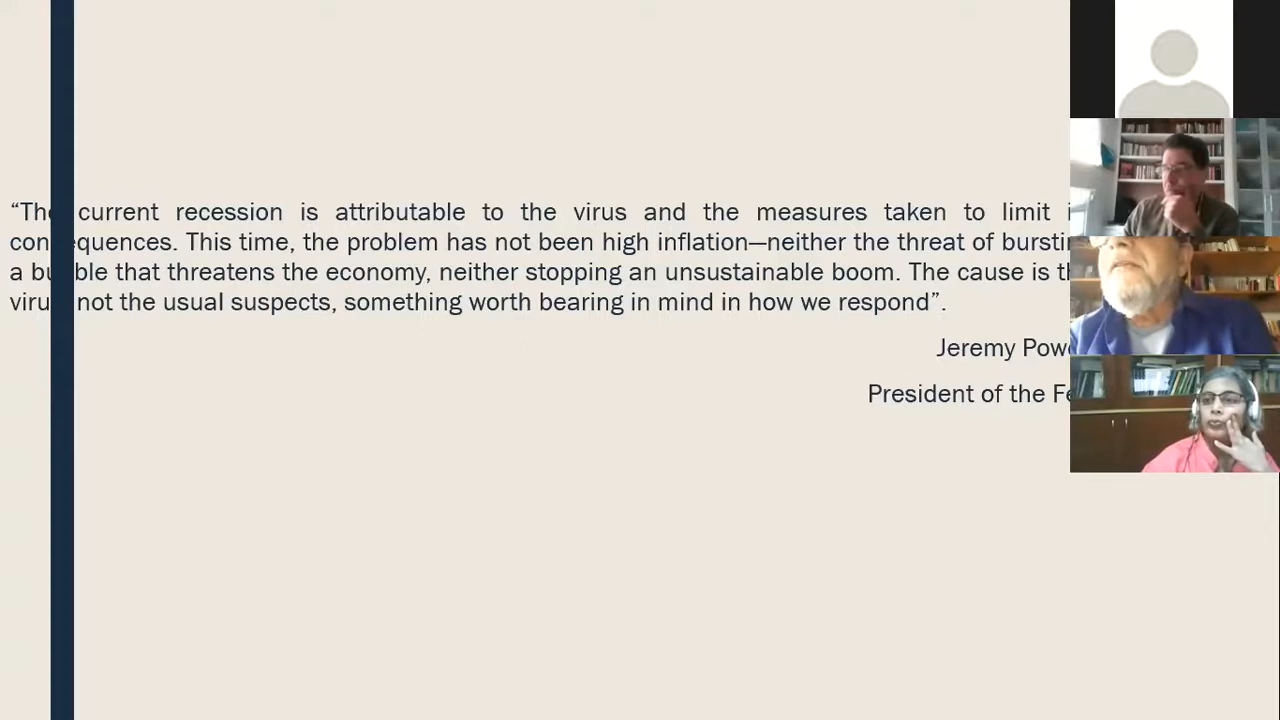 “The current recession is attributable to the virus and the measures taken to limit
consequences. This time, the problem has not been high inflation—neither the threat of
a bubble that threatens the economy, neither stopping an unsustainable boom. The cause is
virus not the usual suspects, something worth bearing in mind in how we respond”.
Jeremy
President of the